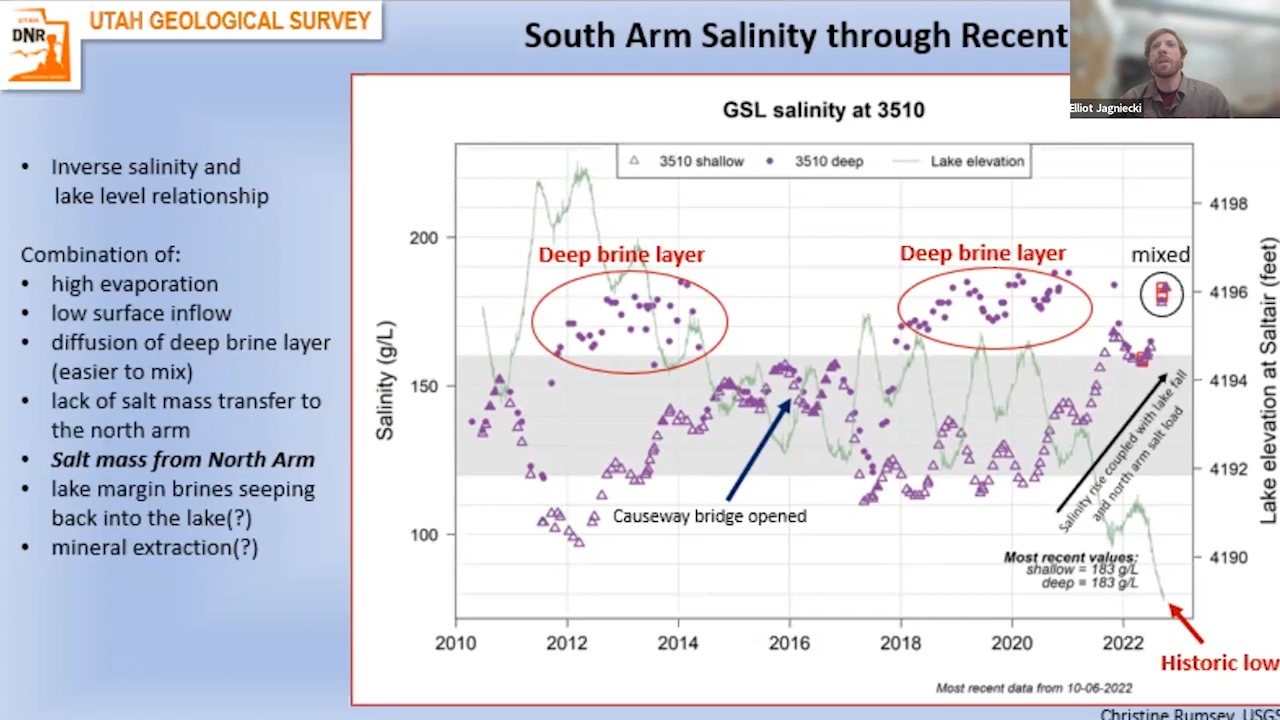 UTAH
DNR
UTAH GEOLOGICAL SURVEY
South Arm Salinity through Recent
Elliot Jagniecki
• Inverse salinity and
lake level relationship
Combination of:
• high evaporation
• low surface inflow
• diffusion of deep brine layer
(easier to mix)
• lack of salt mass transfer to
the north arm
• Salt mass from North Arm
• lake margin brines seeping
back into the lake(?)
• mineral extraction(?)
GSL salinity at 3510
3510 shallow 3510 deep Lake elevation
Deep brine layer
Deep brine layer
mixed
Salinity (g/L)
200
150
100
4198
4196
4194
4192
4190
Lake elevation at Saltair (feet)
Causeway bridge opened
Salinity rise coupled with lake fall
and north arm salt load
Most recent values:
shallow = 183 g/L
deep = 183 g/L
2010 2012 2014 2016 2018 2020 2022
Historic low
Most recent data from 10-06-2022
Christine Rumsey, USGS